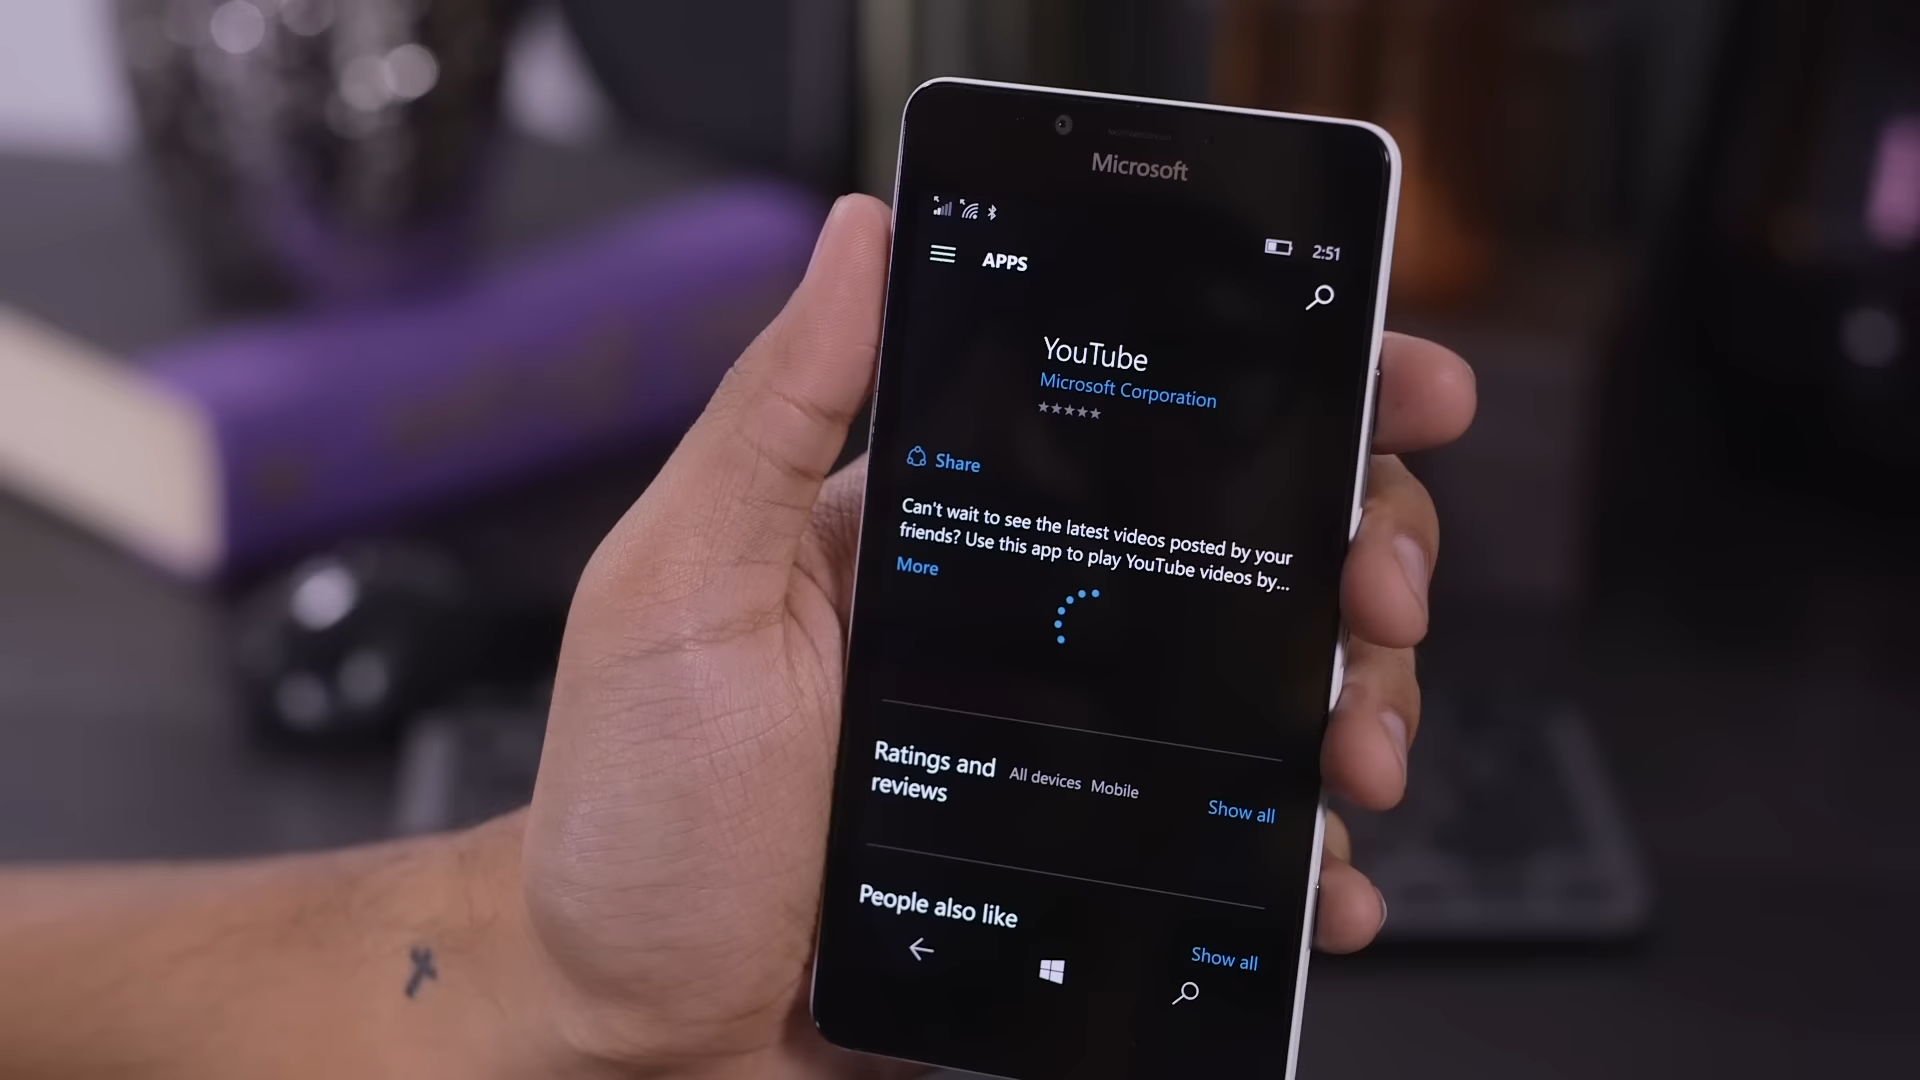 Microsoft
2:51
APPS
YouTube
Microsoft Corporation
Share
Can't wait to see the latest videos posted by your
friends? Use this app to play YouTube videos by...
More
Ratings and
reviews
All devices Mobile
Show all
People also like
Show all